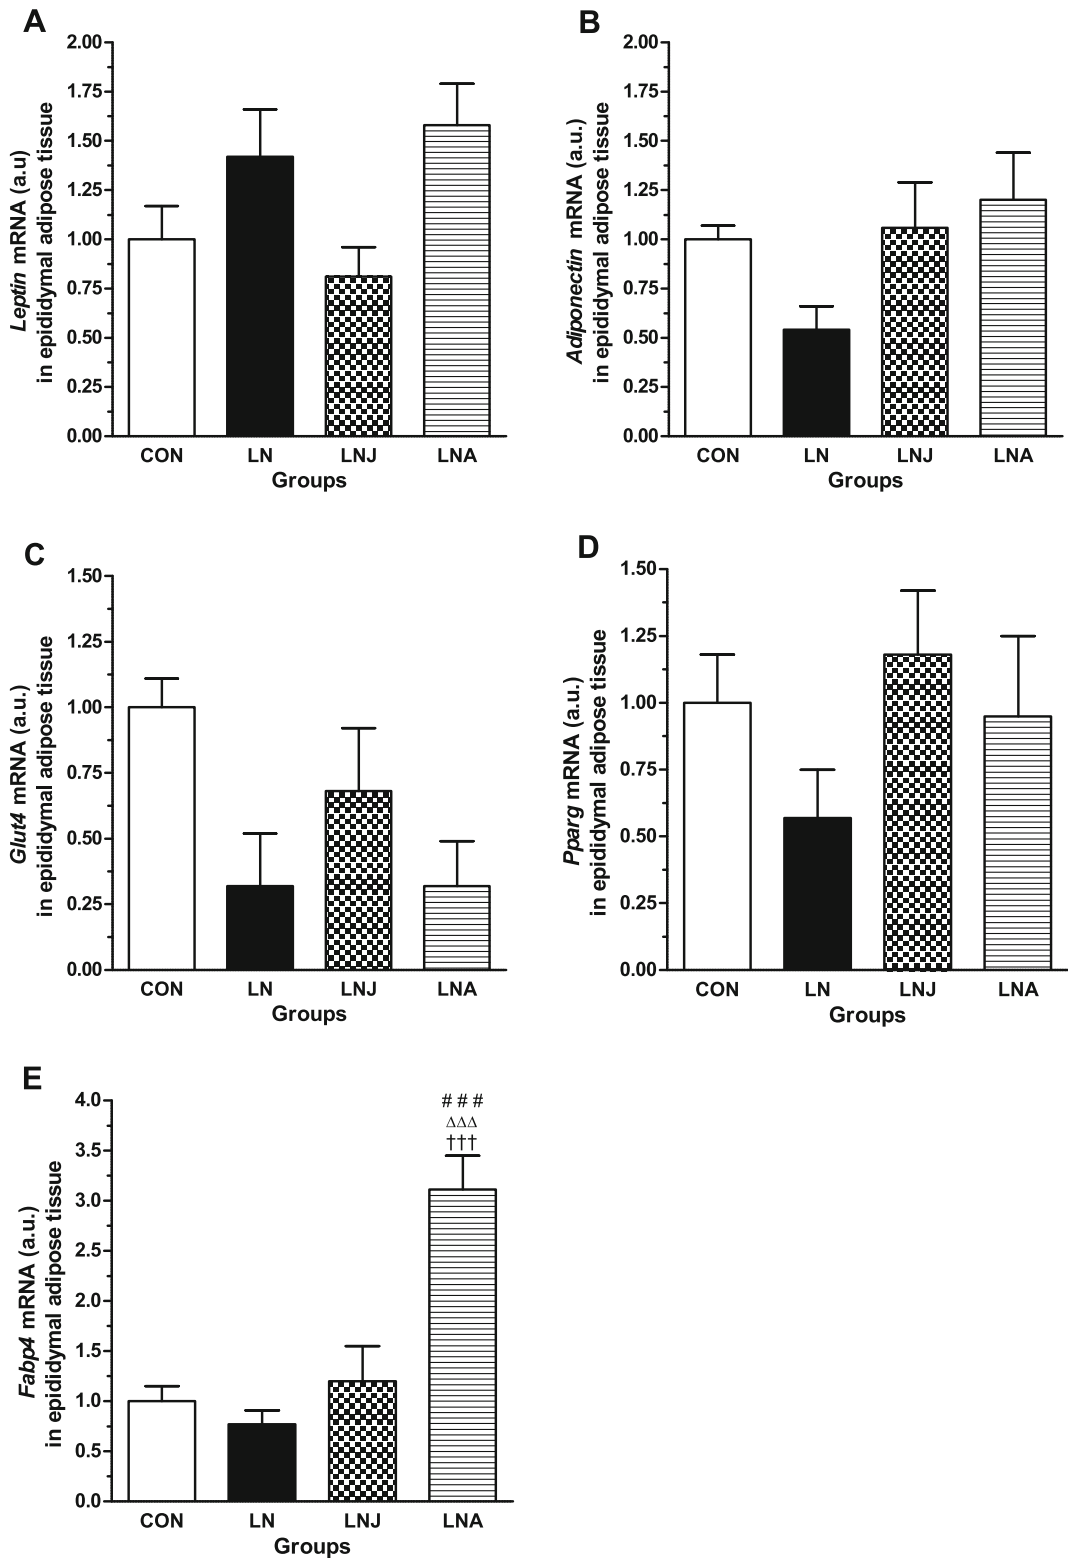 A
Leptin mRNA (a.u)
in epididymal adipose tissue
2.00
1.75
1.50
1.25
1.00
0.75
0.50
0.25
0.00
CON LN LNJ LNA
Groups
B
Adiponectin mRNA (a.u.)
in epididymal adipose tissue
2.00
1.75
1.50
1.25
1.00
0.75
0.50
0.25
0.00
CON LN LNJ LNA
Groups
C
Glut4 mRNA (a.u.)
in epididymal adipose tissue
1.50
1.25
1.00
0.75
0.50
0.25
0.00
CON LN LNJ LNA
Groups
D
Pparg mRNA (a.u.)
in epididymal adipose tissue
1.50
1.25
1.00
0.75
0.50
0.25
0.00
CON LN LNJ LNA
Groups
E
Fabp4 mRNA (a.u.)
in epididymal adipose tissue
4.0
3.5
3.0
2.5
2.0
1.5
1.0
0.5
0.0
# # #
ΔΔΔ
†††
CON LN LNJ LNA
Groups